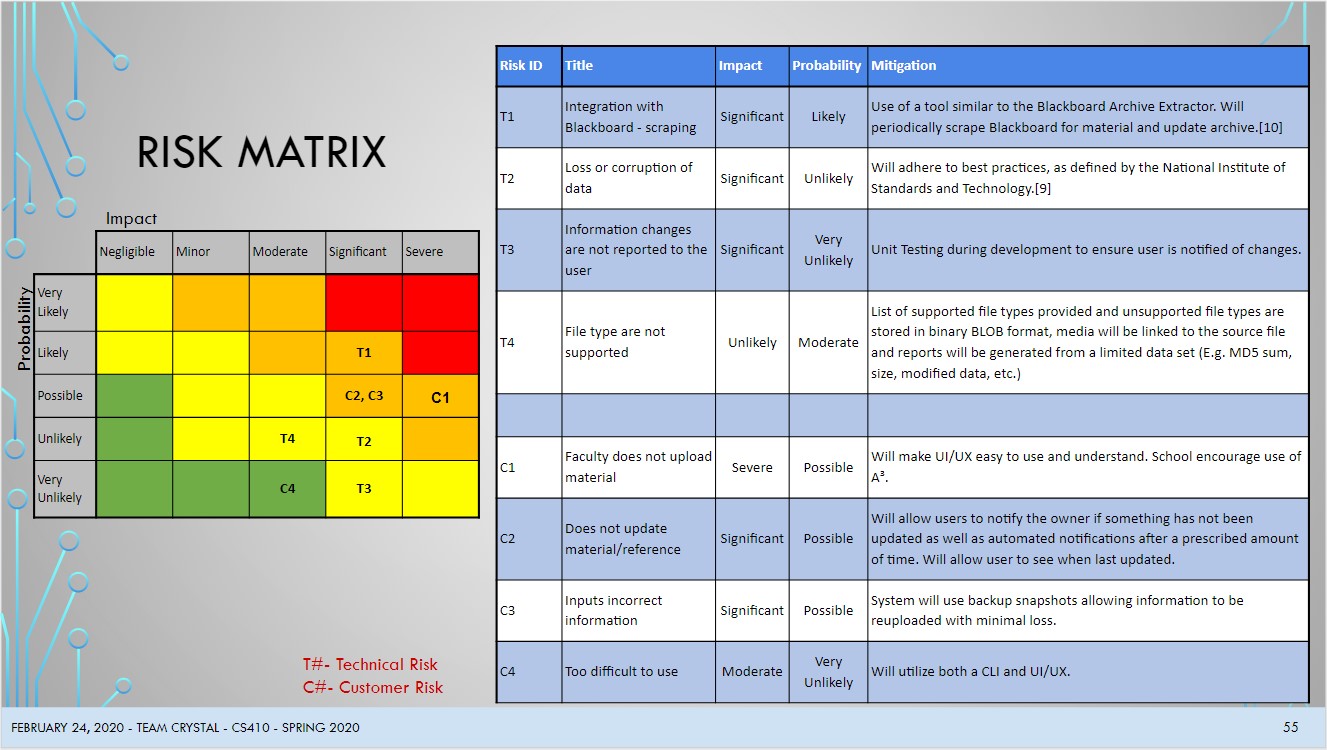 RISK MATRIX
Impact
Negligible Minor Moderate Significant Severe
Probability
Very
Likely
Likely T1
Possible C2, C3 C1
Unlikely T4 T2
Very
Unlikely C4 T3
T#- Technical Risk
C#- Customer Risk
Risk ID Title Impact Probability Mitigation
T1
Integration with
Blackboard - scraping
Significant
Likely
Use of a tool similar to the Blackboard Archive Extractor. Will
periodically scrape Blackboard for material and update archive.[10]
T2
Loss or corruption of
data
Significant
Unlikely
Will adhere to best practices, as defined by the National Institute of
Standards and Technology.[9]
T3
Information changes
are not reported to the
user
Significant
Very
Unlikely
Unit Testing during development to ensure user is notified of changes.
T4
File type are not
supported
Unlikely
Moderate
List of supported file types provided and unsupported file types are
stored in binary BLOB format, media will be linked to the source file
and reports will be generated from a limited data set (E.g. MD5 sum,
size, modified data, etc.)
C1
Faculty does not upload
material
Severe
Possible
Will make UI/UX easy to use and understand. School encourage use of
A³.
C2
Does not update
material/reference
Significant
Possible
Will allow users to notify the owner if something has not been
updated as well as automated notifications after a prescribed amount
of time. Will allow user to see when last updated.
C3
Inputs incorrect
information
Significant
Possible
System will use backup snapshots allowing information to be
reuploaded with minimal loss.
C4
Too difficult to use
Moderate
Very
Unlikely
Will utilize both a CLI and UI/UX.
FEBRUARY 24, 2020 - TEAM CRYSTAL - CS410 - SPRING 2020
55